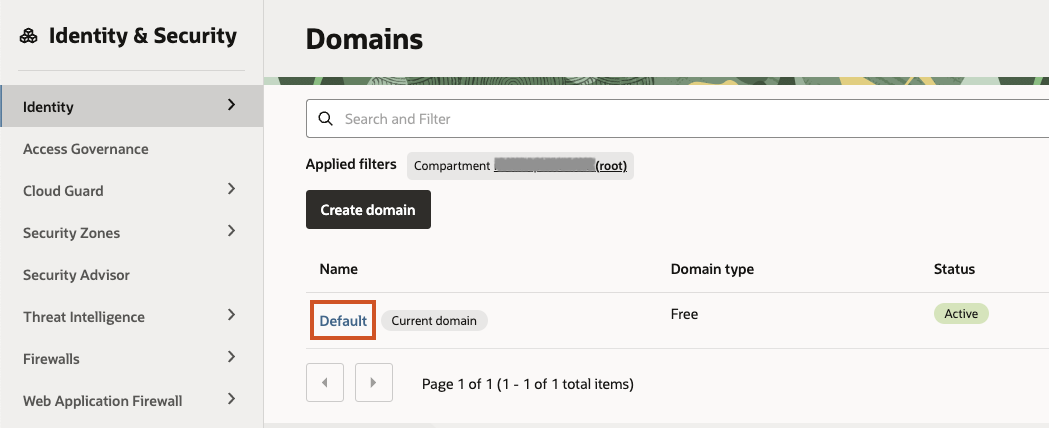 Identity & Security
Identity
Access Governance
Cloud Guard
Security Zones
Security Advisor
Threat Intelligence
Firewalls
Web Application Firewall
Domains
Search and Filter
Applied filters Compartment (root)
Create domain
Name Domain type Status
Default Current domain Free Active
Page 1 of 1 (1 - 1 of 1 total items)